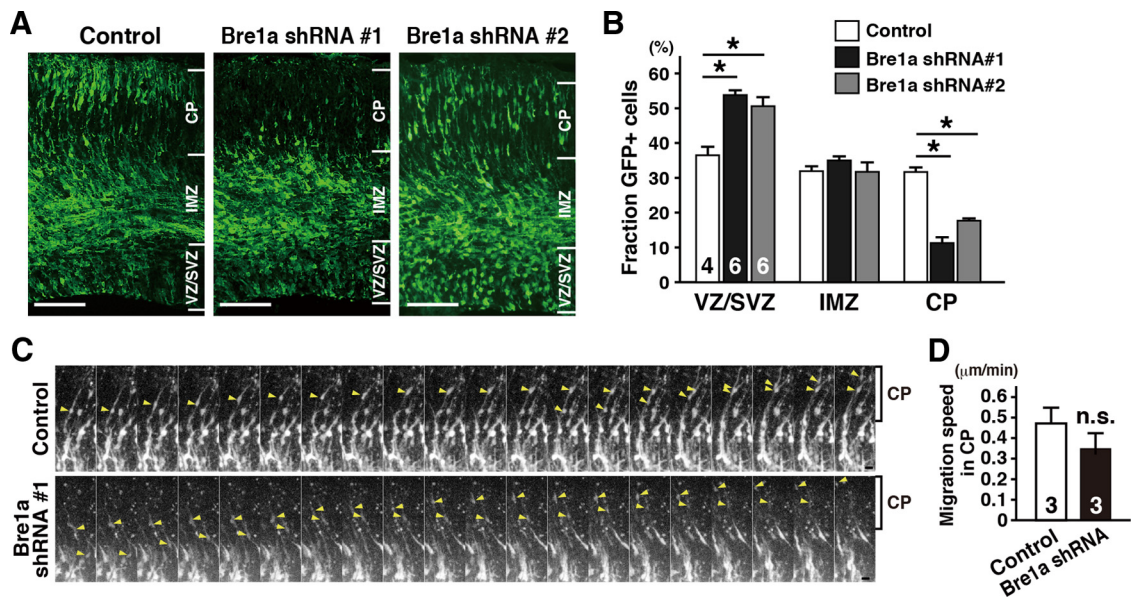 A
Control
Bre1a shRNA #1
Bre1a shRNA #2
CP
IMZ
VZ/SVZ
CP
IMZ
VZ/SVZ
CP
IMZ
VZ/SVZ
B
Control
Bre1a shRNA#1
Bre1a shRNA#2
(%)
Fraction GFP+ cells
60
50
40
30
20
10
0
*
*
*
*
4
6
6
VZ/SVZ
IMZ
CP
C
Control
CP
Bre1a
shRNA #1
CP
D
(μm/min)
Migration speed
in CP
0.6
0.5
0.4
0.3
0.2
0.1
0
n.s.
3
3
Control
Bre1a shRNA